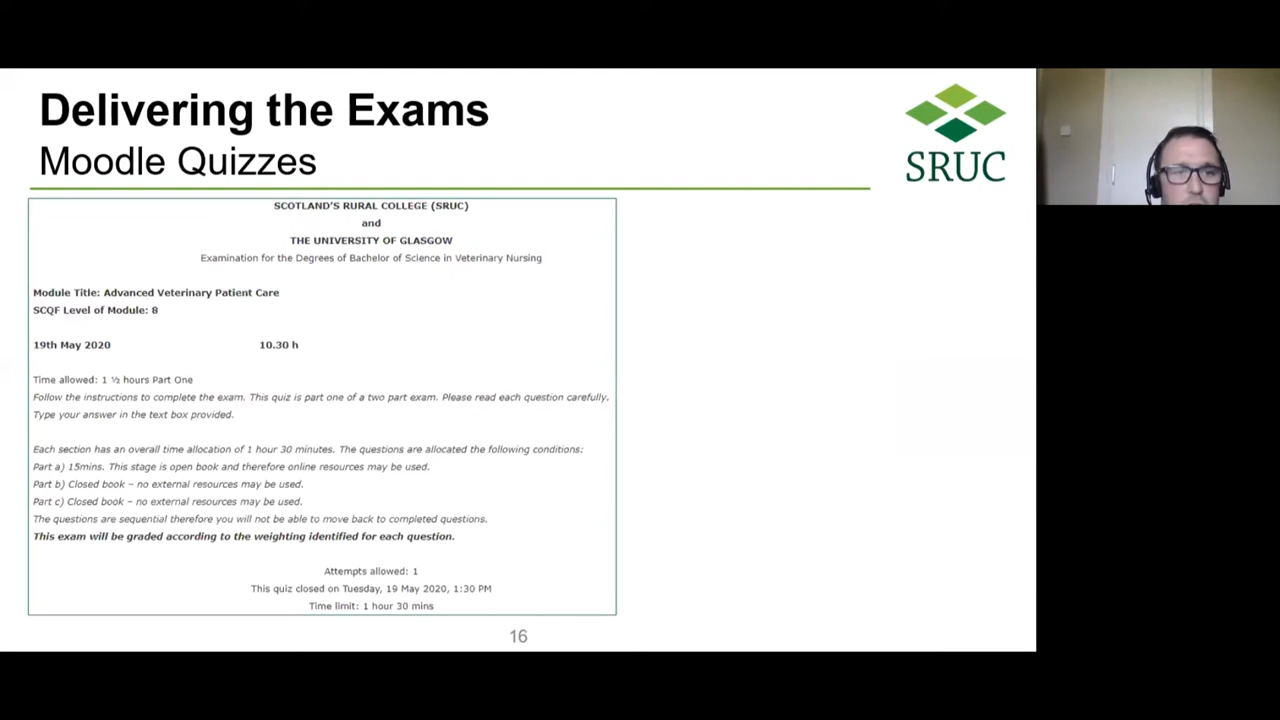 Delivering the Exams
Moodle Quizzes
SRUC
SCOTLAND'S RURAL COLLEGE (SRUC)
and
THE UNIVERSITY OF GLASGOW
Examination for the Degrees of Bachelor of Science in Veterinary Nursing
Module Title: Advanced Veterinary Patient Care
SCQF Level of Module: 8
19th May 2020 10.30 h
Time allowed: 1 ½ hours Part One
Follow the instructions to complete the exam. This quiz is part one of a two part exam. Please read each question carefully.
Type your answer in the text box provided.
Each section has an overall time allocation of 1 hour 30 minutes. The questions are allocated the following conditions:
Part a) 15mins. This stage is open book and therefore online resources may be used.
Part b) Closed book – no external resources may be used.
Part c) Closed book – no external resources may be used.
The questions are sequential therefore you will not be able to move back to completed questions.
This exam will be graded according to the weighting identified for each question.
Attempts allowed: 1
This quiz closed on Tuesday, 19 May 2020, 1:30 PM
Time limit: 1 hour 30 mins
16